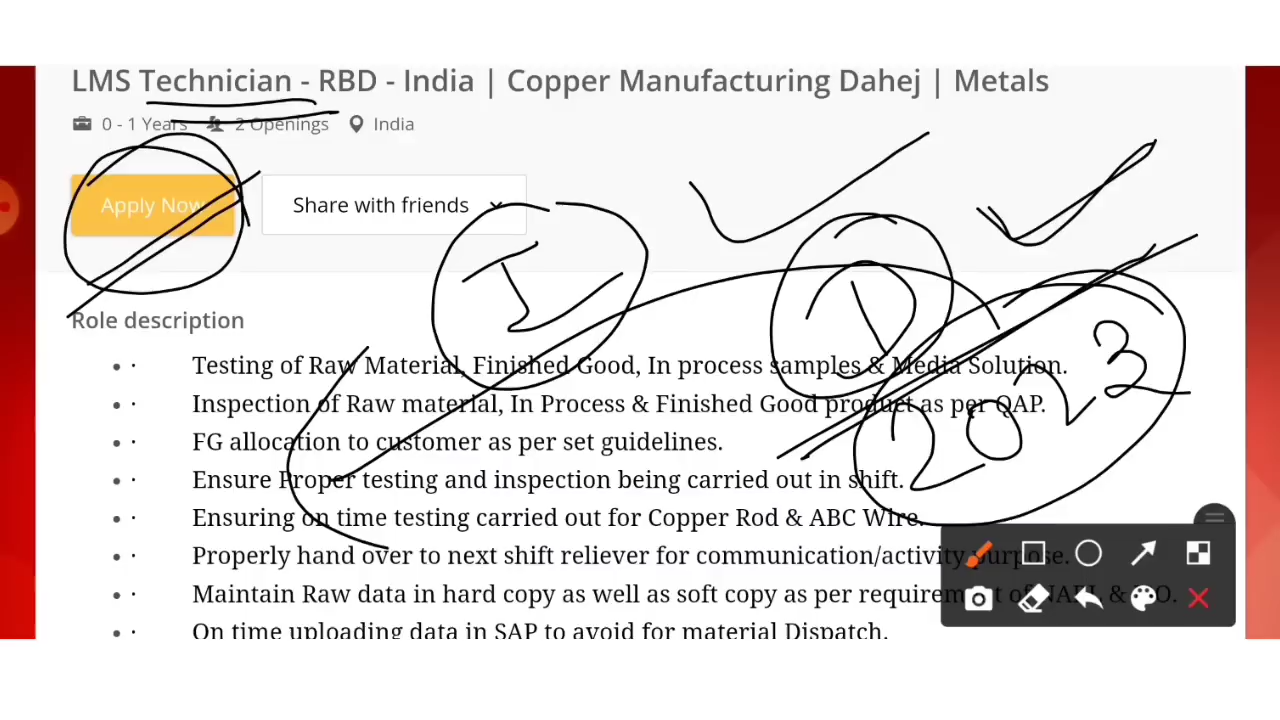 LMS Technician - RBD - India | Copper Manufacturing Dahej | Metals
0 - 1 Years 2 Openings India
Apply Now Share with friends
I D
2023
Role description
· Testing of Raw Material, Finished Good, In process samples & Media Solution.
· Inspection of Raw material, In Process & Finished Good product as per QAP.
· FG allocation to customer as per set guidelines.
· Ensure Proper testing and inspection being carried out in shift.
· Ensuring on time testing carried out for Copper Rod & ABC Wire.
· Properly hand over to next shift reliever for communication/activity purpose.
· Maintain Raw data in hard copy as well as soft copy as per requirement of
· On time uploading data in SAP to avoid for material Dispatch.